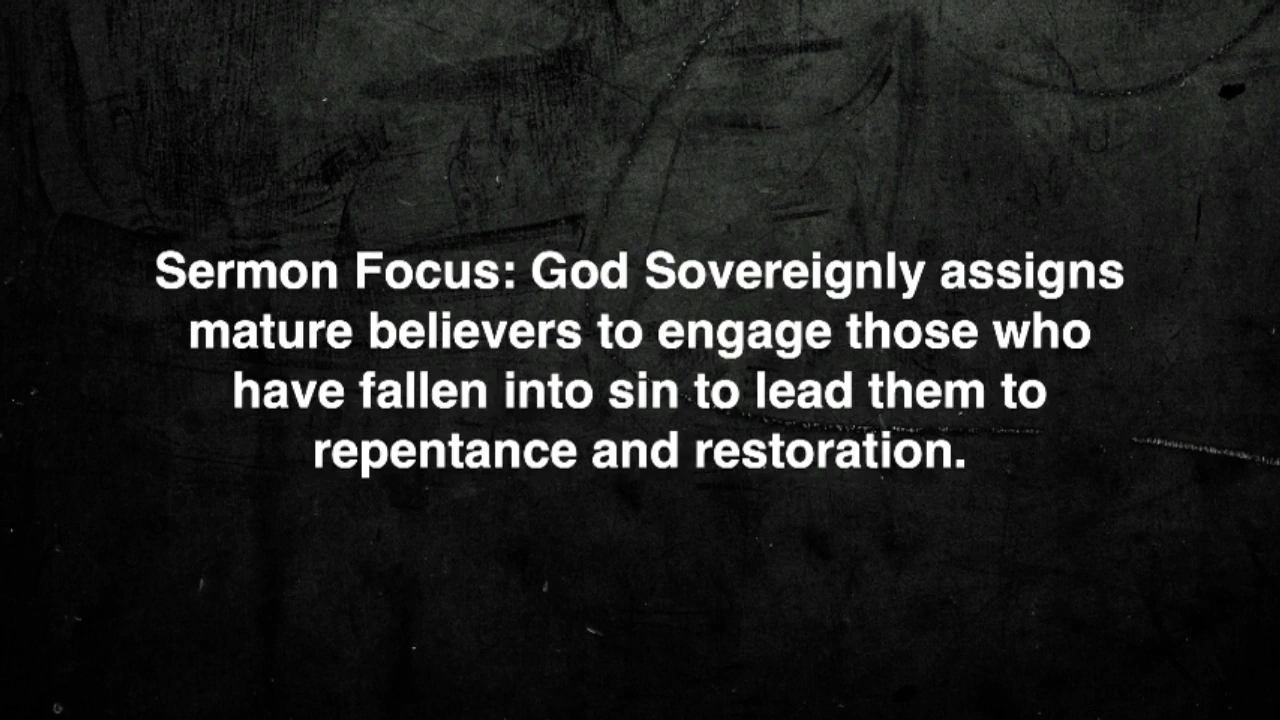 Sermon Focus: God Sovereignly assigns
mature believers to engage those who
have fallen into sin to lead them to
repentance and restoration.